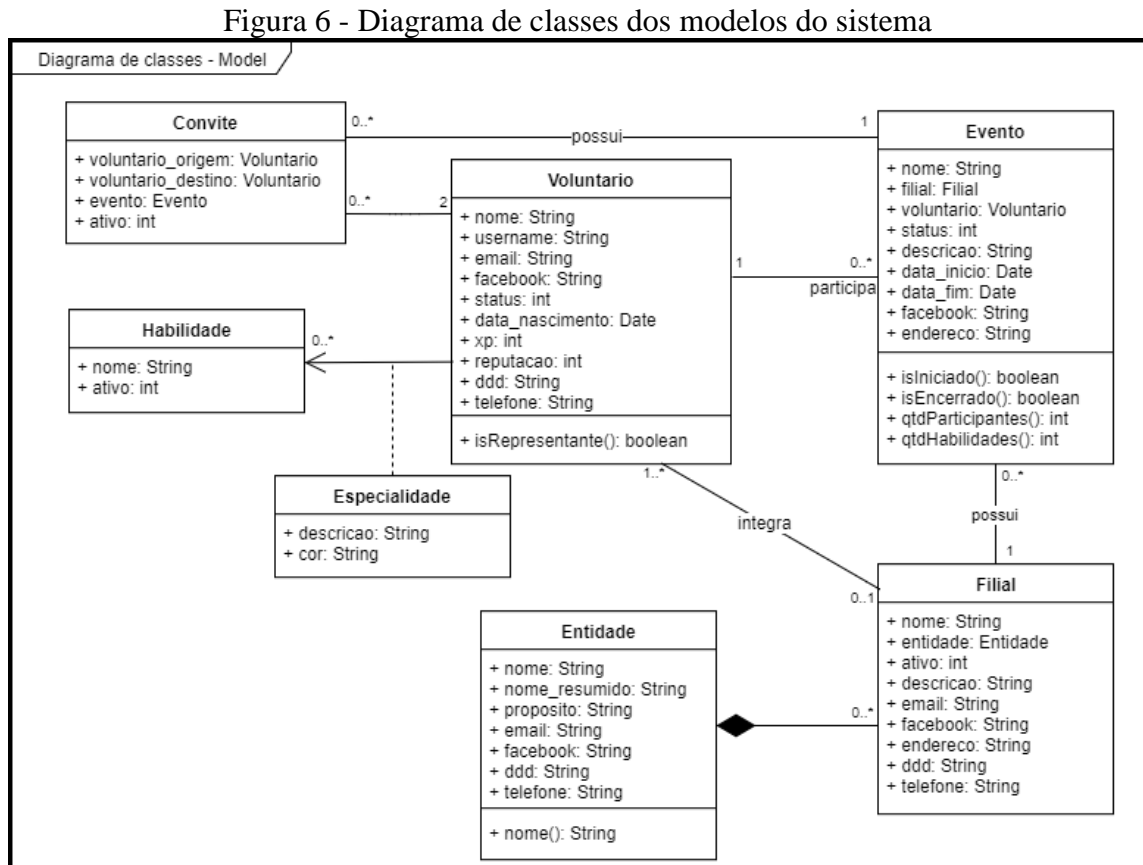 Figura 6 - Diagrama de classes dos modelos do sistema
Diagrama de classes - Model
Convite
+ voluntario_origem: Voluntario
+ voluntario_destino: Voluntario
+ evento: Evento
+ ativo: int
0..*
possui
1
0..*
2
Voluntario
+ nome: String
+ username: String
+ email: String
+ facebook: String
+ status: int
+ data_nascimento: Date
+ xp: int
+ reputacao: int
+ ddd: String
+ telefone: String
+ isRepresentante(): boolean
1
0..*
participa
Evento
+ nome: String
+ filial: Filial
+ voluntario: Voluntario
+ status: int
+ descricao: String
+ data_inicio: Date
+ data_fim: Date
+ facebook: String
+ endereco: String
+ isIniciado(): boolean
+ isEncerrado(): boolean
+ qtdParticipantes(): int
+ qtdHabilidades(): int
Habilidade
+ nome: String
+ ativo: int
0..*
Especialidade
+ descricao: String
+ cor: String
1..*
integra
0..1
0..*
possui
1
Filial
+ nome: String
+ entidade: Entidade
+ ativo: int
+ descricao: String
+ email: String
+ facebook: String
+ endereco: String
+ ddd: String
+ telefone: String
Entidade
+ nome: String
+ nome_resumido: String
+ proposito: String
+ email: String
+ facebook: String
+ ddd: String
+ telefone: String
+ nome(): String
0..*